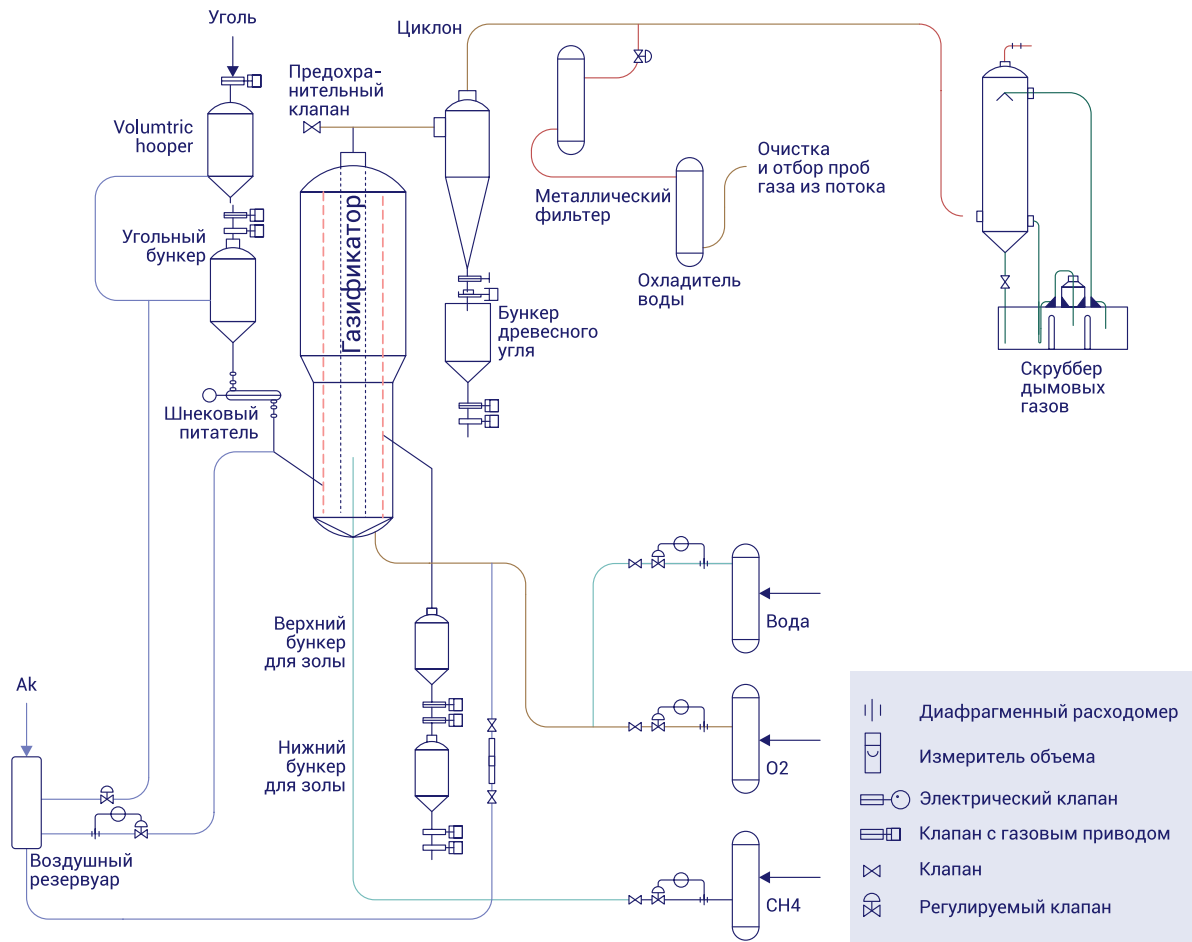 Уголь
Циклон
Предохра-
нительный
клапан
Volumtric
hooper
Очистка
и отбор проб
газа из потока
Металлический
фильтр
Газификатор
Угольный
бункер
Охладитель
воды
Бункер
древесного
угля
Скруббер
дымовых
газов
Шнековый
питатель
Верхний
бункер
для золы
Вода
Ak
Нижний
бункер
для золы
O2
Воздушный
резервуар
CH4
Диафрагменный расходомер
Измеритель объема
Электрический клапан
Клапан с газовым приводом
Клапан
Регулируемый клапан